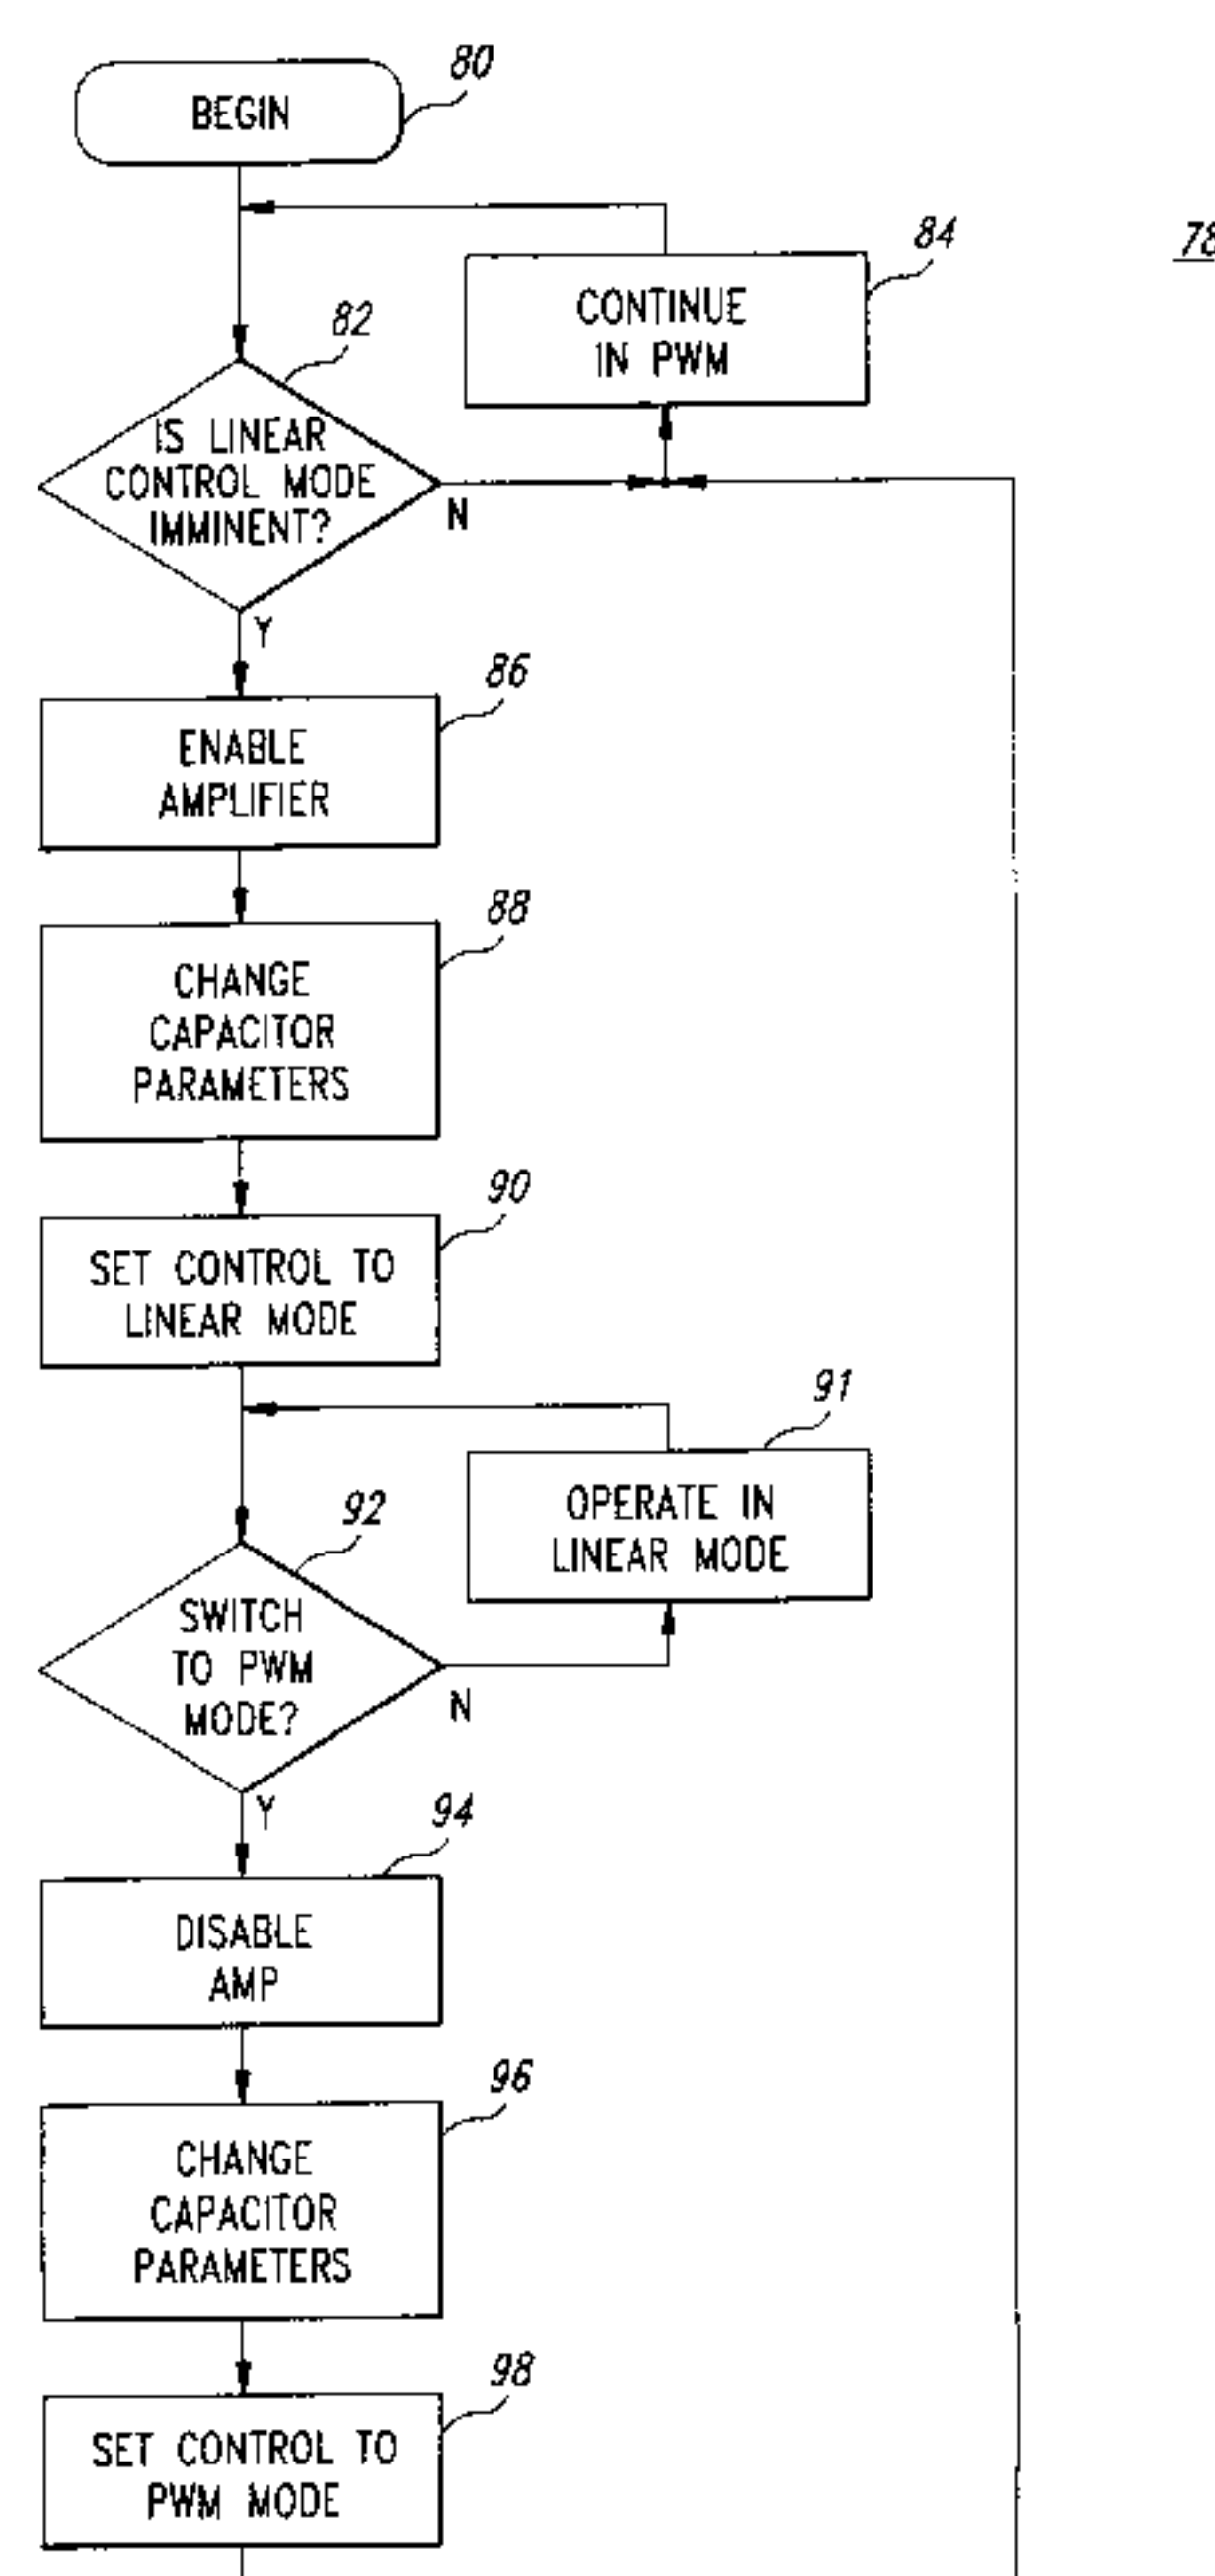 80
BEGIN
84
78
CONTINUE
IN PWM
82
IS LINEAR
CONTROL MODE
IMMINENT?
N
Y
86
ENABLE
AMPLIFIER
88
CHANGE
CAPACITOR
PARAMETERS
90
SET CONTROL TO
LINEAR MODE
91
OPERATE IN
LINEAR MODE
92
SWITCH
TO PWM
MODE?
N
Y
94
DISABLE
AMP
96
CHANGE
CAPACITOR
PARAMETERS
98
SET CONTROL TO
PWM MODE